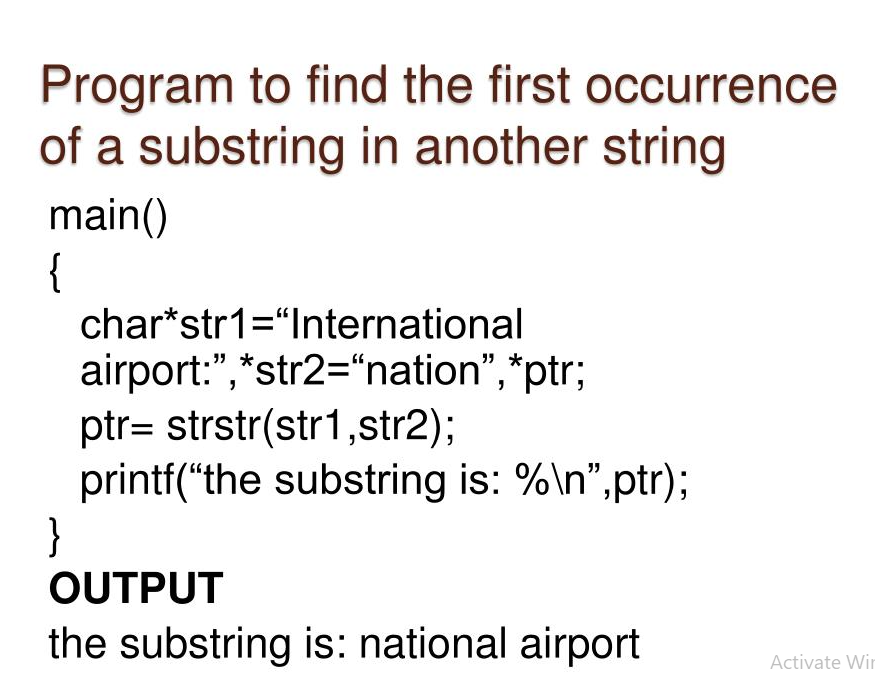 Program to find the first occurrence
of a substring in another string
main()
{
char*str1=“International
airport:”,*str2=“nation”,*ptr;
ptr= strstr(str1,str2);
printf(“the substring is: %\n”,ptr);
}
OUTPUT
the substring is: national airport
Activate